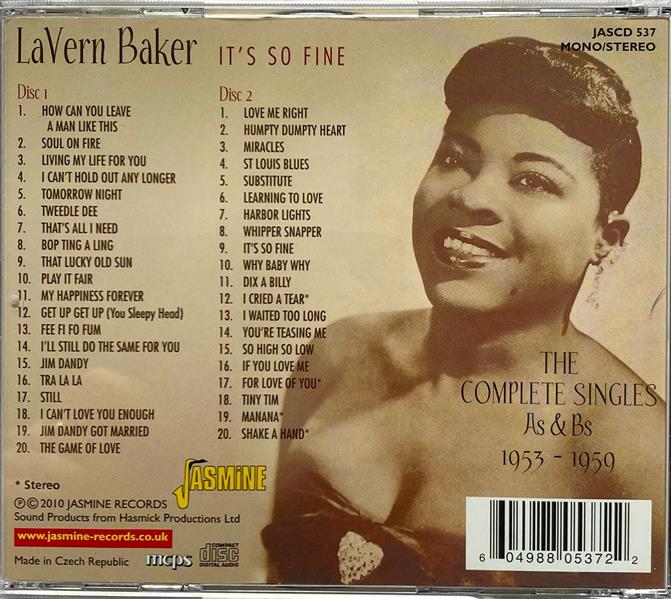 LaVern Baker IT'S SO FINE
JASCD 537
MONO/STEREO
Disc 1
1. HOW CAN YOU LEAVE
A MAN LIKE THIS
2. SOUL ON FIRE
3. LIVING MY LIFE FOR YOU
4. I CAN'T HOLD OUT ANY LONGER
5. TOMORROW NIGHT
6. TWEEDLE DEE
7. THAT'S ALL I NEED
8. BOP TING A LING
9. THAT LUCKY OLD SUN
10. PLAY IT FAIR
11. MY HAPPINESS FOREVER
12. GET UP GET UP (You Sleepy Head)
13. FEE FI FO FUM
14. I'LL STILL DO THE SAME FOR YOU
15. JIM DANDY
16. TRA LA LA
17. STILL
18. I CAN'T LOVE YOU ENOUGH
19. JIM DANDY GOT MARRIED
20. THE GAME OF LOVE
Disc 2
1. LOVE ME RIGHT
2. HUMPTY DUMPTY HEART
3. MIRACLES
4. ST LOUIS BLUES
5. SUBSTITUTE
6. LEARNING TO LOVE
7. HARBOR LIGHTS
8. WHIPPER SNAPPER
9. IT'S SO FINE
10. WHY BABY WHY
11. DIX A BILLY
12. I CRIED A TEAR*
13. I WAITED TOO LONG
14. YOU'RE TEASING ME
15. SO HIGH SO LOW
16. IF YOU LOVE ME
17. FOR LOVE OF YOU*
18. TINY TIM
19. MANANA*
20. SHAKE A HAND*
THE
COMPLETE SINGLES
As & Bs
1953 - 1959
* Stereo
JASMINE
℗©2010 JASMINE RECORDS
Sound Products from Hasmick Productions Ltd
www.jasmine-records.co.uk
Made in Czech Republic
mcps
COMPACT
disc
DIGITAL AUDIO
6 04988 05372 2